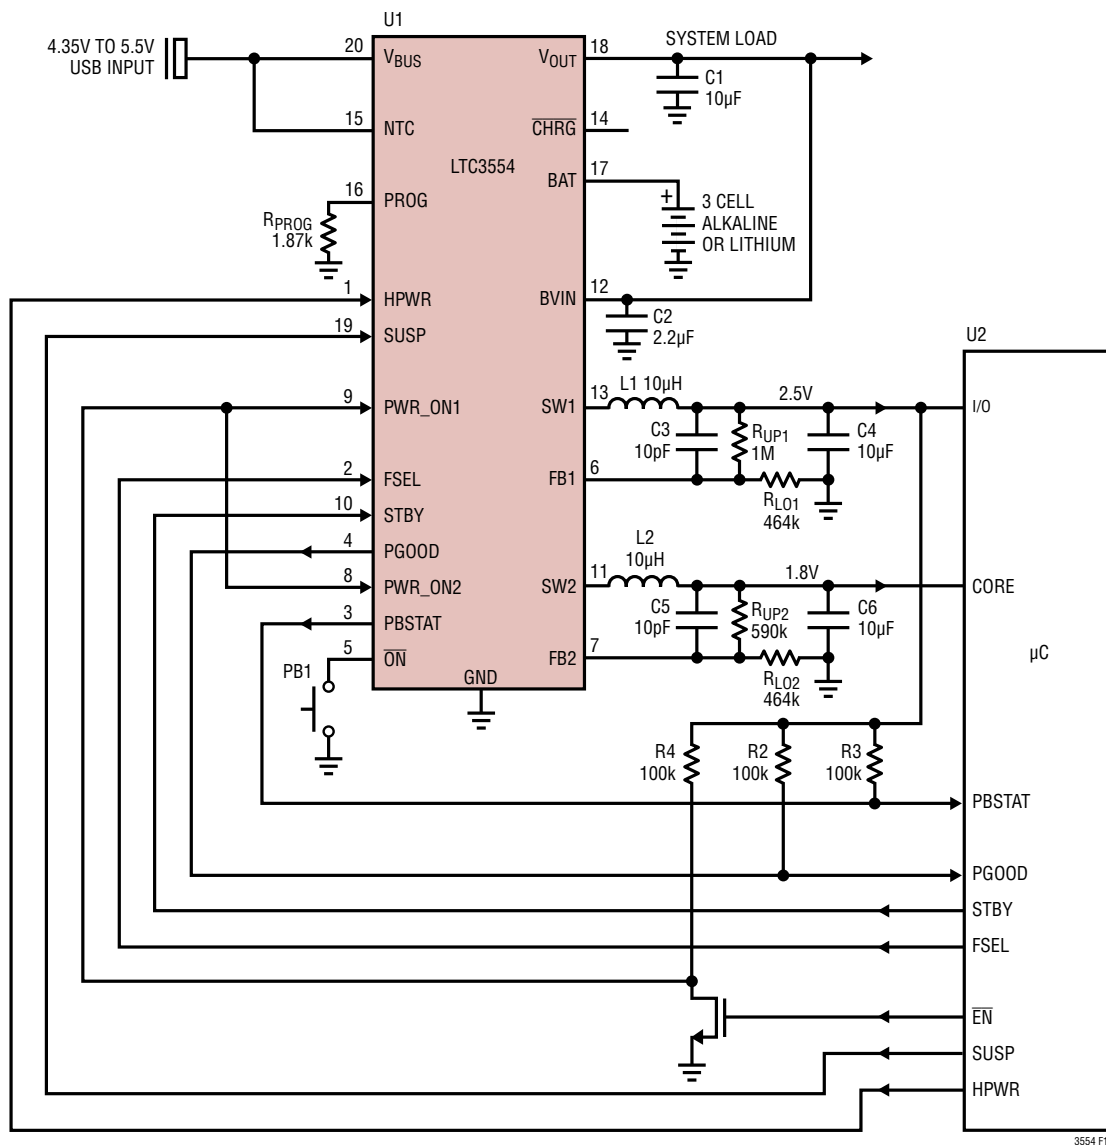 U1
4.35V TO 5.5V
USB INPUT
20
VBUS
VOUT
18
SYSTEM LOAD
C1
10µF
15
NTC
CHRG
14
LTC3554
BAT
17
16
PROG
RPROG
1.87k
+
3 CELL
ALKALINE
OR LITHIUM
1
HPWR
BVIN
12
19
SUSP
C2
2.2µF
U2
9
PWR_ON1
SW1
13
L1 10µH
2.5V
I/O
C3
10pF
RUP1
1M
C4
10µF
2
FSEL
FB1
6
10
STBY
RLO1
464k
4
PGOOD
L2
10µH
8
PWR_ON2
SW2
11
1.8V
CORE
3
PBSTAT
C5
10pF
RUP2
590k
C6
10µF
5
ON
FB2
7
GND
PB1
RLO2
464k
µC
R4
100k
R2
100k
R3
100k
PBSTAT
PGOOD
STBY
FSEL
EN
SUSP
HPWR
3554 F1